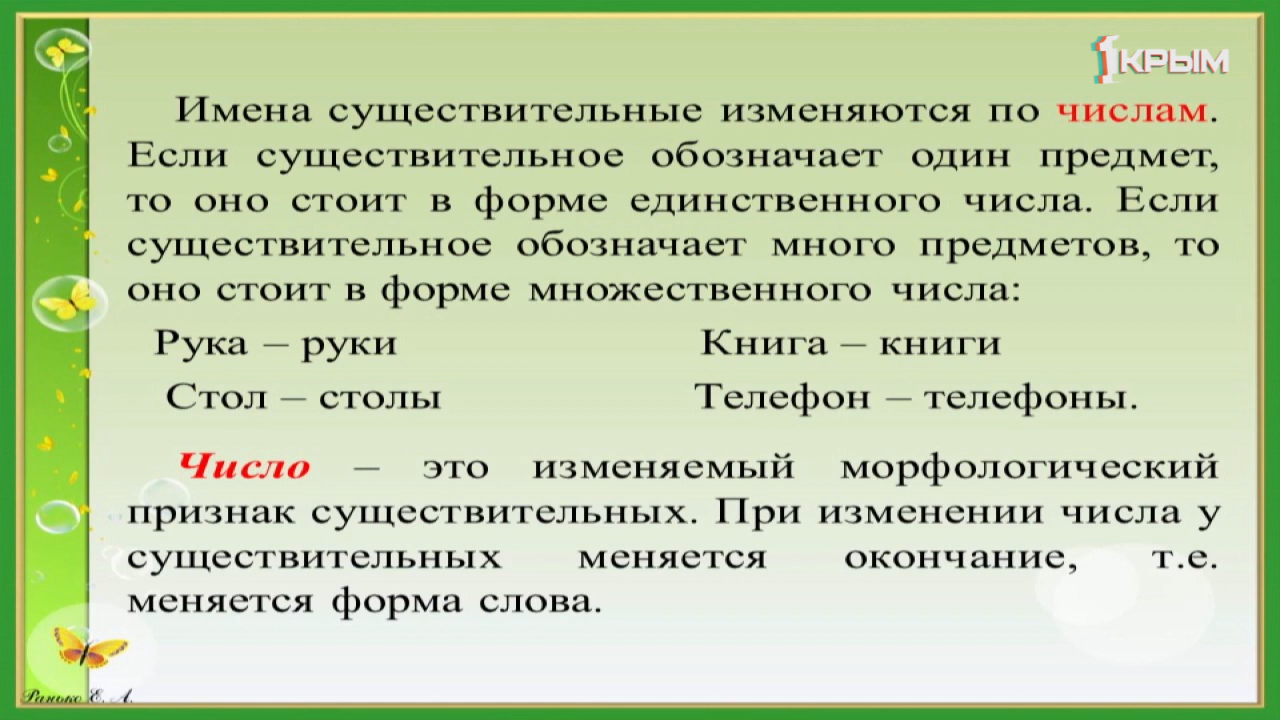 1КРЫМ
Имена существительные изменяются по числам.
Если существительное обозначает один предмет,
то оно стоит в форме единственного числа. Если
существительное обозначает много предметов, то
оно стоит в форме множественного числа:
Рука – руки Книга – книги
Стол – столы Телефон – телефоны.
Число – это изменяемый морфологический
признак существительных. При изменении числа у
существительных меняется окончание, т.е.
меняется форма слова.
Ранько Е. А.